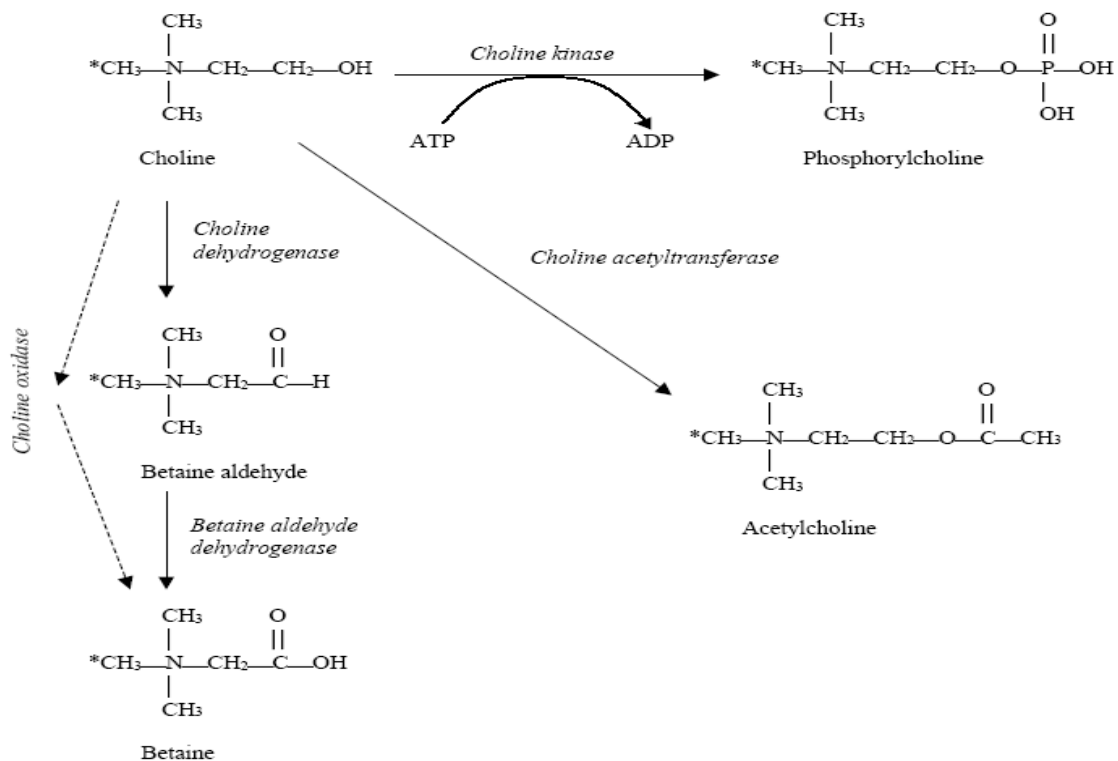 CH₃
*CH₃—N—CH₂—CH₂—OH
CH₃
Choline
Choline kinase
ATP
ADP
CH₃
O
*CH₃—N—CH₂—CH₂—O—P—OH
CH₃
OH
Phosphorylcholine
Choline
dehydrogenase
Choline acetyltransferase
Choline oxidase
CH₃
O
*CH₃—N—CH₂—C—H
CH₃
Betaine aldehyde
CH₃
O
*CH₃—N—CH₂—CH₂—O—C—CH₃
CH₃
Acetylcholine
Betaine aldehyde
dehydrogenase
CH₃
O
*CH₃—N—CH₂—C—OH
CH₃
Betaine